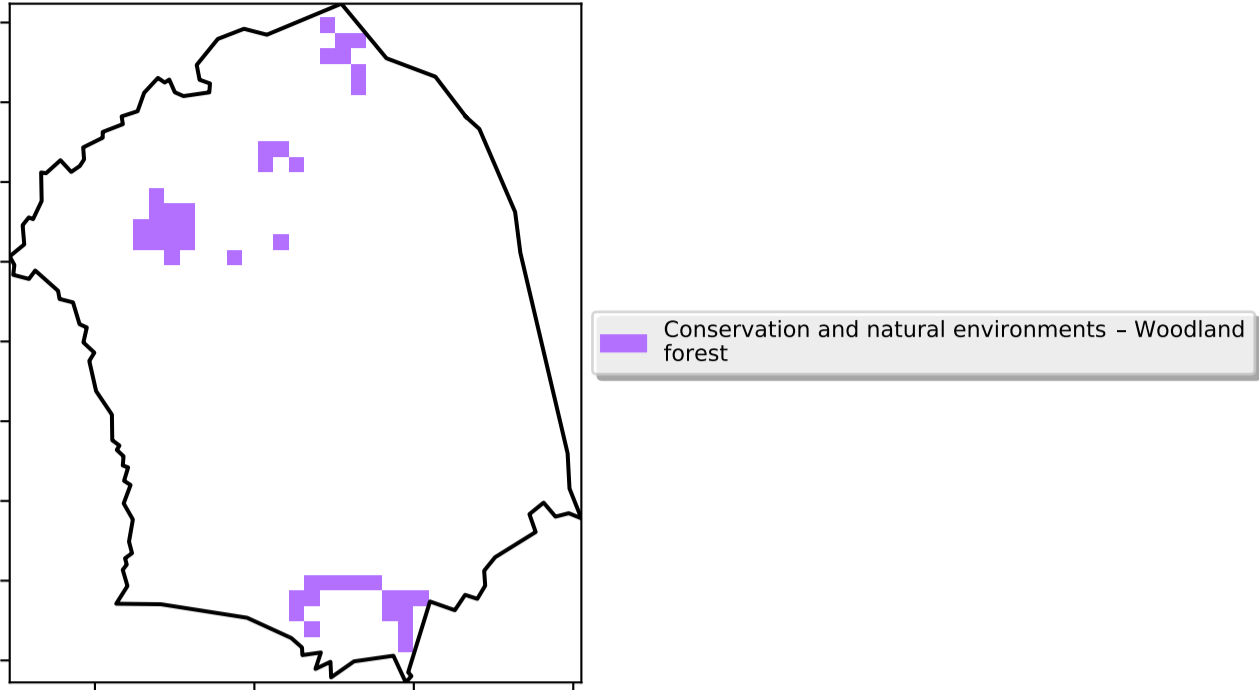 Conservation and natural environments – Woodland
forest